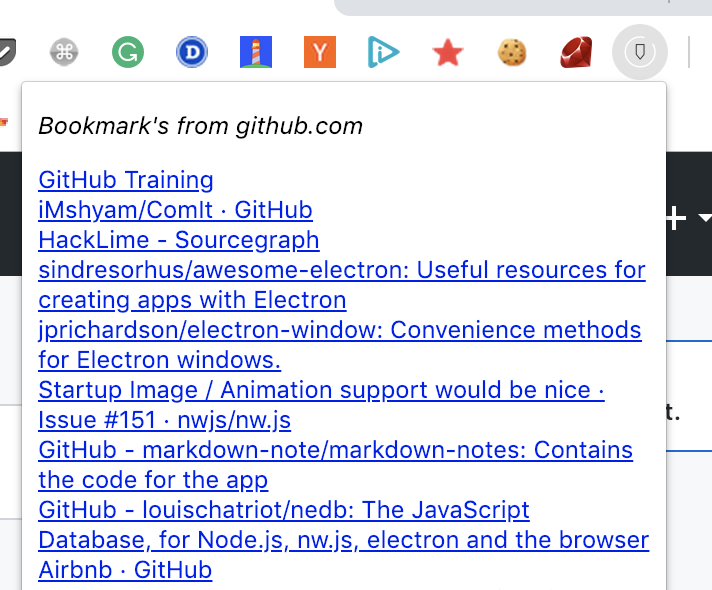 Bookmark's from github.com
GitHub Training
iMshyam/ComIt · GitHub
HackLime - Sourcegraph
sindresorhus/awesome-electron: Useful resources for
creating apps with Electron
jprichardson/electron-window: Convenience methods
for Electron windows.
Startup Image / Animation support would be nice ·
Issue #151 · nwjs/nw.js
GitHub - markdown-note/markdown-notes: Contains
the code for the app
GitHub - louischatriot/nedb: The JavaScript
Database, for Node.js, nw.js, electron and the browser
Airbnb · GitHub